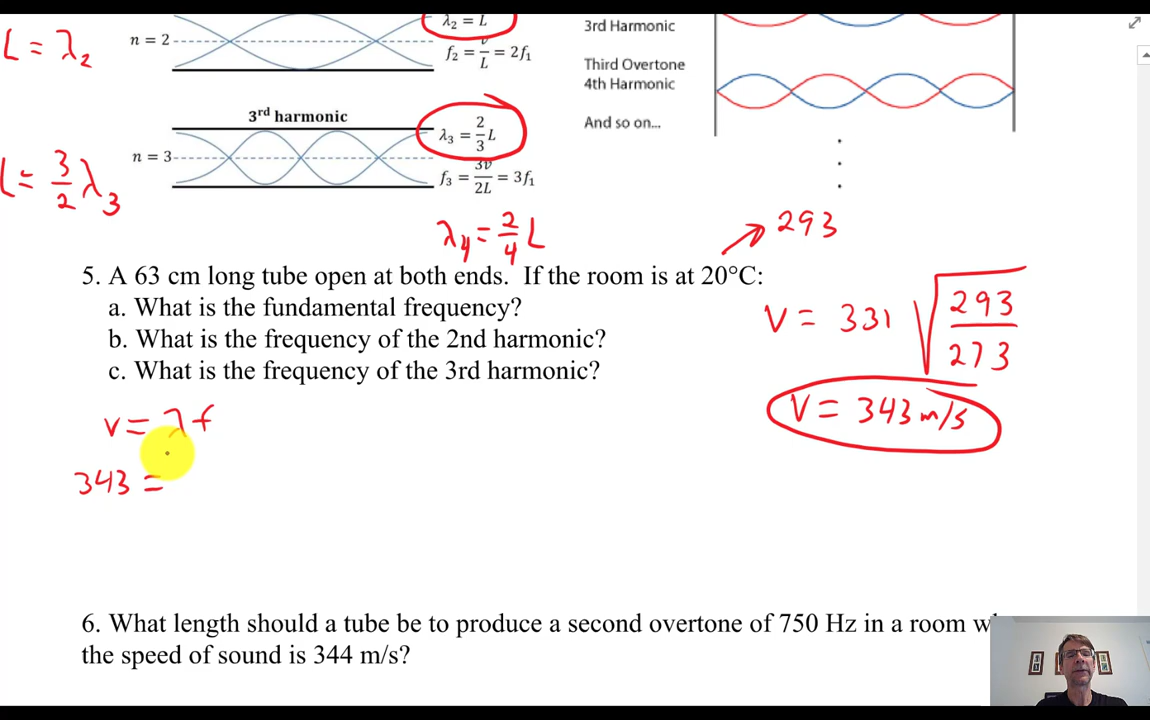 λ₂ = L
3rd Harmonic
L = λ₂
n = 2
f₂ = v/L = 2f₁
Third Overtone
4th Harmonic
3rd harmonic
And so on...
λ₃ = 2/3 L
n = 3
L = 3/2 λ₃
f₃ = 3v/2L = 3f₁
λ₄ = 2/4 L
293
5. A 63 cm long tube open at both ends. If the room is at 20°C:
a. What is the fundamental frequency?
b. What is the frequency of the 2nd harmonic?
c. What is the frequency of the 3rd harmonic?
V = 331 √293/273
V = 343 m/s
v = λf
343 =
6. What length should a tube be to produce a second overtone of 750 Hz in a room
the speed of sound is 344 m/s?